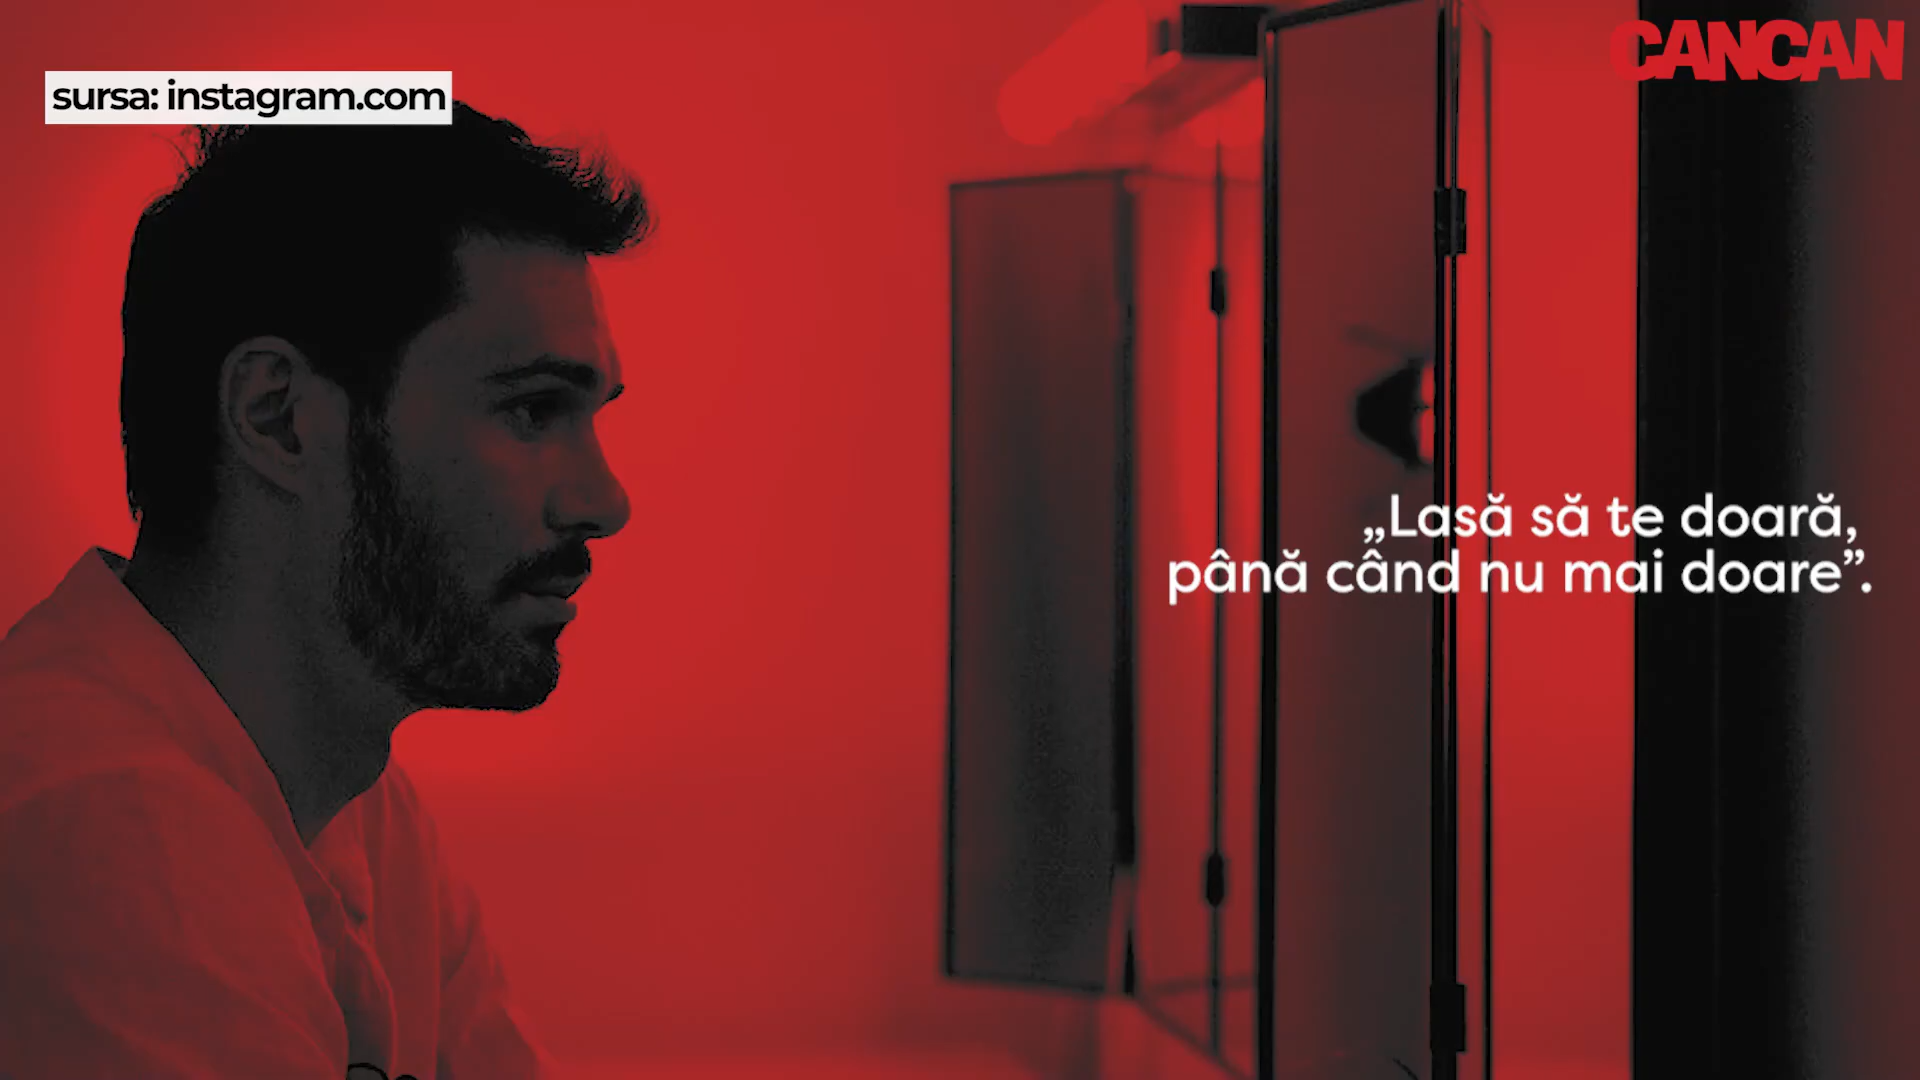 CANCAN
sursa: instagram.com
„Lasă să te doară,
până când nu mai doare”.